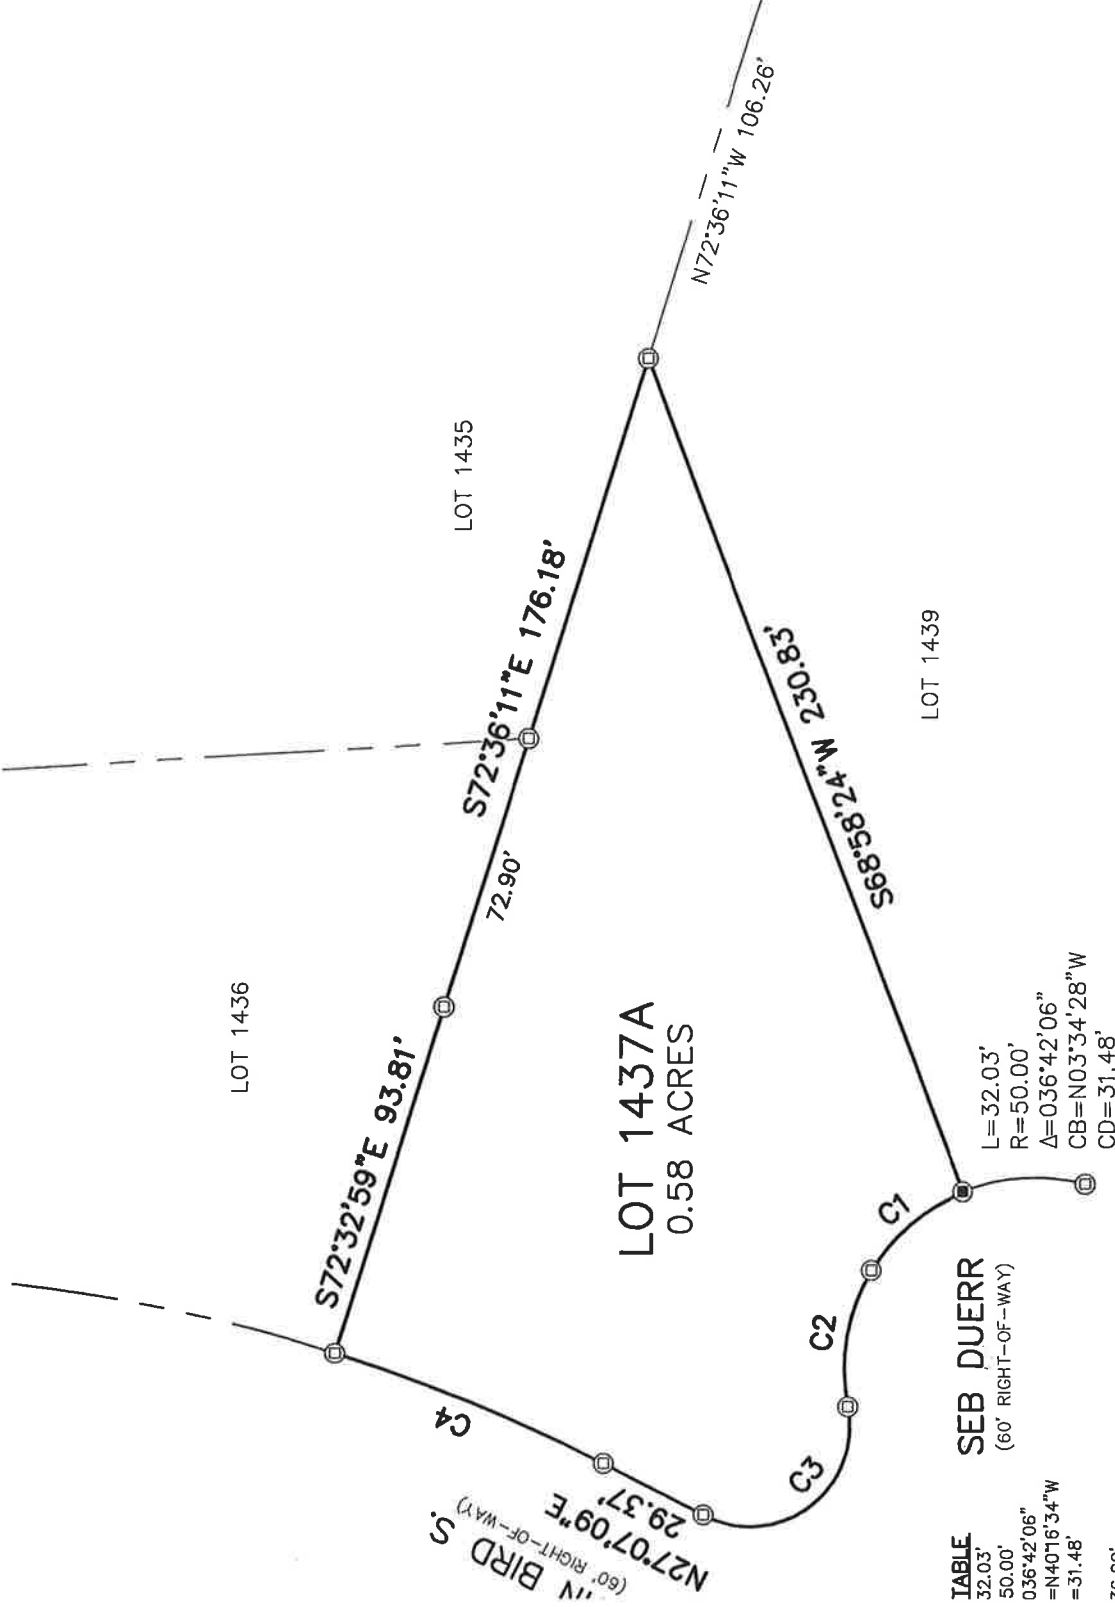 N72°36'11"W 106.26'
LOT 1435
S72°36'11"E 176.18'
72.90'
LOT 1436
S72°32'59"E 93.81'
S68°58'24"W 230.83'
LOT 1439
LOT 1437A
0.58 ACRES
C4
N27°07'09"E
29.37'
BIRD S.
(60' RIGHT-OF-WAY)
C1
C2
C3
L=32.03'
R=50.00'
Δ=036°42'06"
CB=N03°34'28"W
CD=31.48'
SEB DUERR
(60' RIGHT-OF-WAY)
TABLE
32.03'
50.00'
036°42'06"
=N40°16'34"W
=31.48'